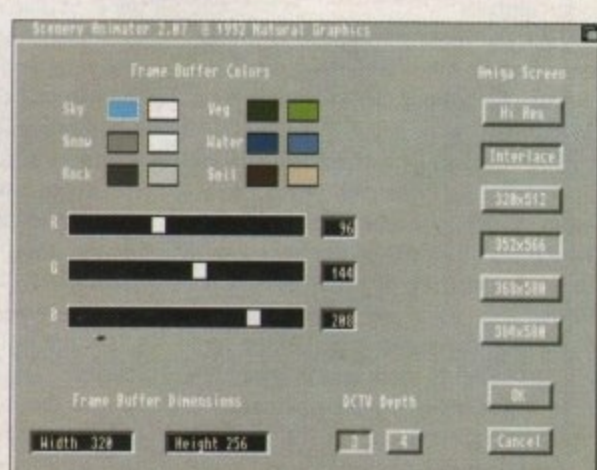 Scenery Animator 2.07 © 1992 Natural Graphics
Frame Buffer Colors
Amiga Screen
Sky
Veg
Hi Res
Snow
Water
Interlace
Rock
Soil
320x512
R
96
352x566
G
144
368x580
B
208
384x580
Frame Buffer Dimensions
DCTV Depth
OK
Width 320
Height 256
3
4
Cancel